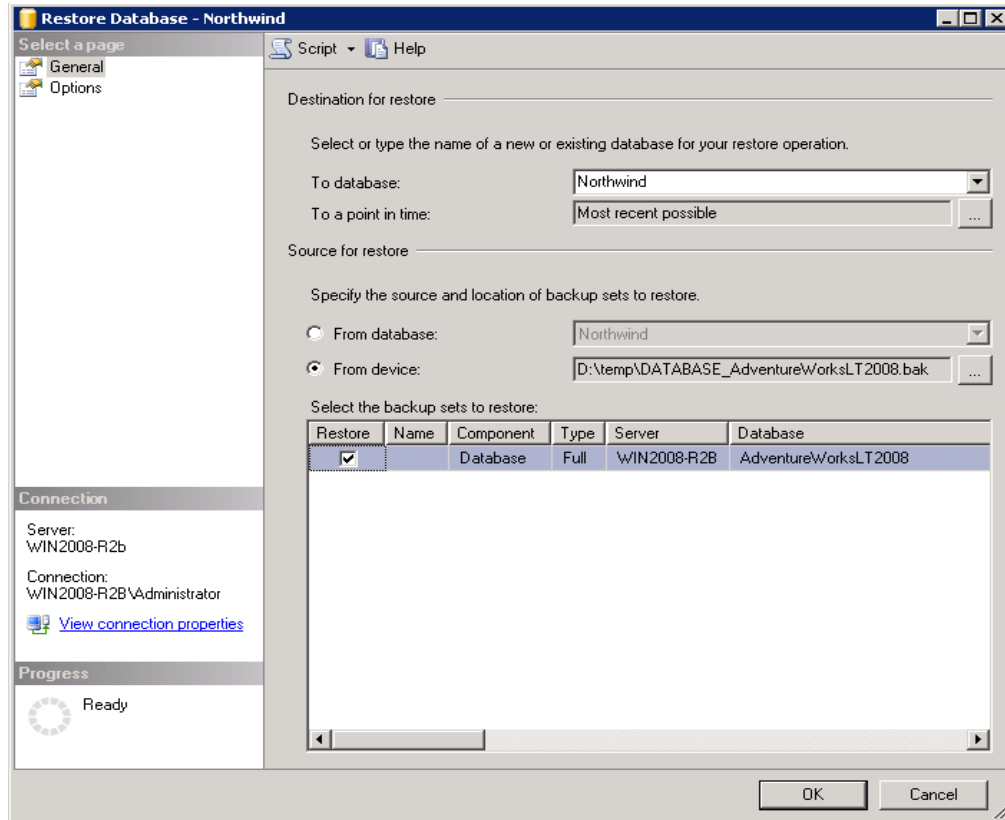 Restore Database - Northwind
Select a page
General
Options
Script Help
Destination for restore
Select or type the name of a new or existing database for your restore operation.
To database: Northwind
To a point in time: Most recent possible ...
Source for restore
Specify the source and location of backup sets to restore.
From database: Northwind
From device: D:\temp\DATABASE_AdventureWorksLT2008.bak ...
Select the backup sets to restore:
Restore Name Component Type Server Database
Database Full WIN2008-R2B AdventureWorksLT2008
Connection
Server:
WIN2008-R2b
Connection:
WIN2008-R2B\Administrator
View connection properties
Progress
Ready
OK Cancel